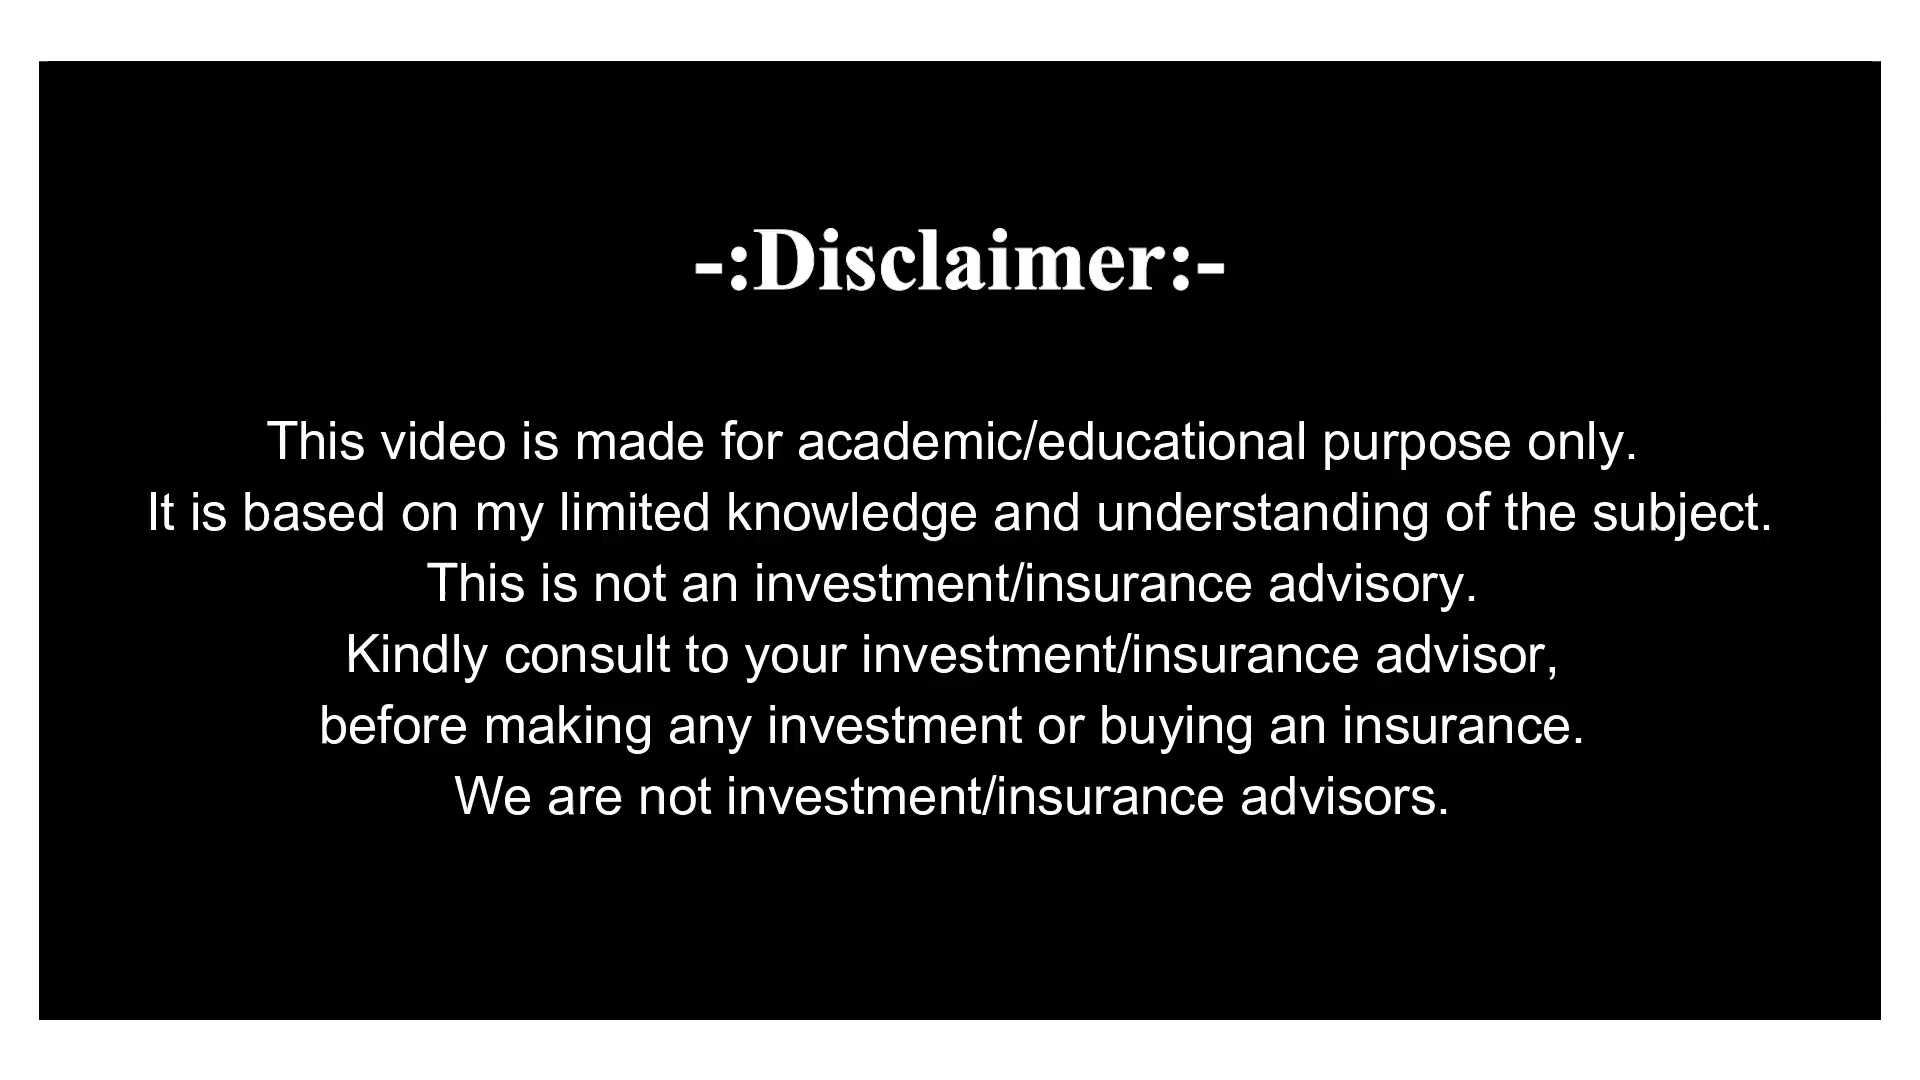 -:Disclaimer:-
This video is made for academic/educational purpose only.
It is based on my limited knowledge and understanding of the subject.
This is not an investment/insurance advisory.
Kindly consult to your investment/insurance advisor,
before making any investment or buying an insurance.
We are not investment/insurance advisors.